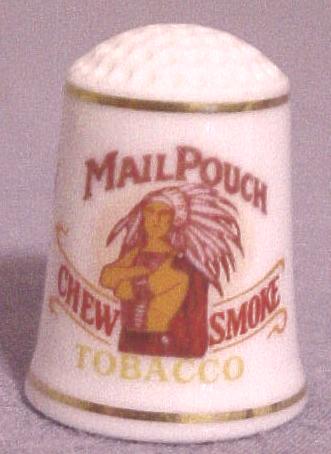 MAIL POUCH
CHEW SMOKE
TOBACCO